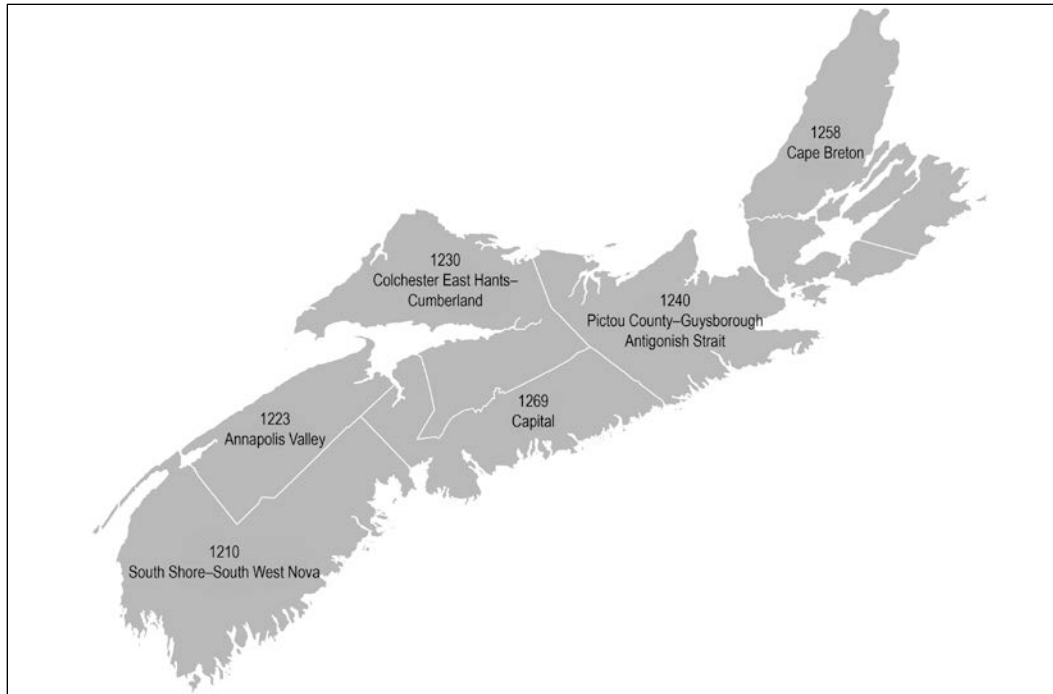 1258
Cape Breton
1230
Colchester East Hants–
Cumberland
1240
Pictou County–Guysborough
Antigonish Strait
1223
Annapolis Valley
1269
Capital
1210
South Shore–South West Nova